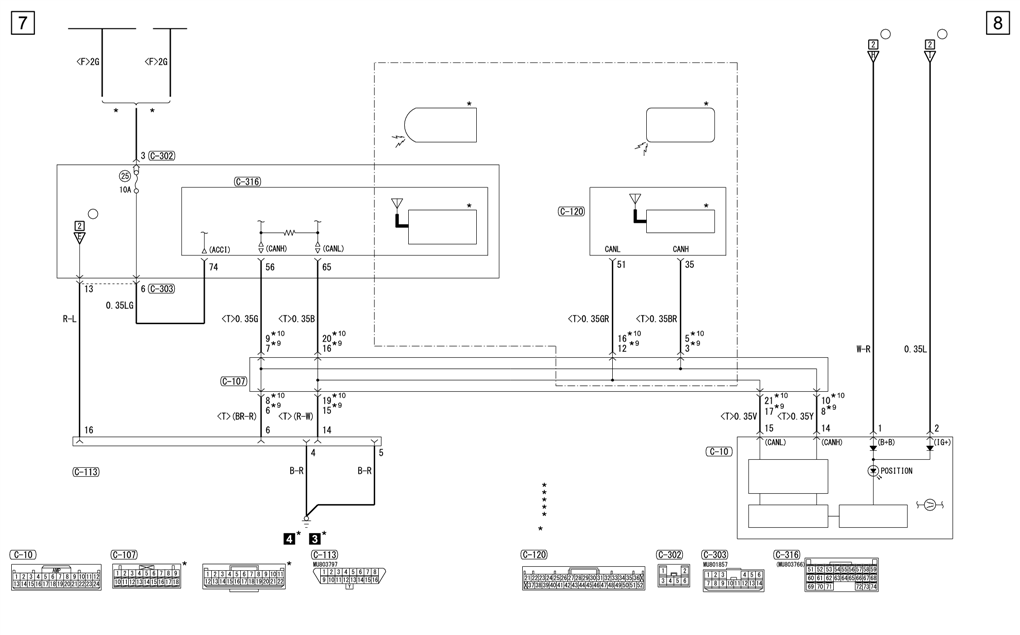 7
8
<F>2G
<F>2G
*
*
2
H
2
I
*
*
3
C-302
25
10A
C-316
C-120
*
*
2
E
(ACCI)
(CANH)
(CANL)
CANL
CANH
74
56
65
51
35
13
6
C-303
R-L
0.35LG
<T>0.35G
<T>0.35B
<T>0.35GR
<T>0.35BR
W-R
0.35L
9*10
7*9
20*10
16*9
16*10
12*9
5*10
3*9
C-107
8*10
6*9
19*10
15*9
21*10
17*9
10*10
8*9
<T>(BR-R)
<T>(R-W)
<T>0.35V
<T>0.35Y
16
6
14
15
14
1
2
C-113
4
5
C-10
(CANL)
(CANH)
(B+B)
(IG+)
POSITION
B-R
B-R
*
*
*
*
*
*
4*
3*
C-10
C-107
C-113
C-120
C-302
C-303
C-316
MU803797
MU801857
(MU803766)
AMP
1 2 3 4 5 6 7 8 9 10 11 12
13 14 15 16 17 18 19 20 21 22 23 24
*
1 2 3 4 5 6 7 8 9
10 11 12 13 14 15 16 17 18
*
1 2 3 4 5 6 7 8 9 10 11
12 13 14 15 16 17 18 19 20 21 22
1 2 3 4 5 6 7 8
9 10 11 12 13 14 15 16
21 22 23 24 25 26 27 28 29 30 31 32 33 34 35 36 X
X 37 38 39 40 41 42 43 44 45 46 47 48 49 50 51 52
1 2
3 4 5 6
1 2 3 4 5 6
7 8 9 10 11 12 13 14
51 52 53 54 55 56 57 58 59
60 61 62 63 64 65 66 67 68
69 70 71 72 73 74